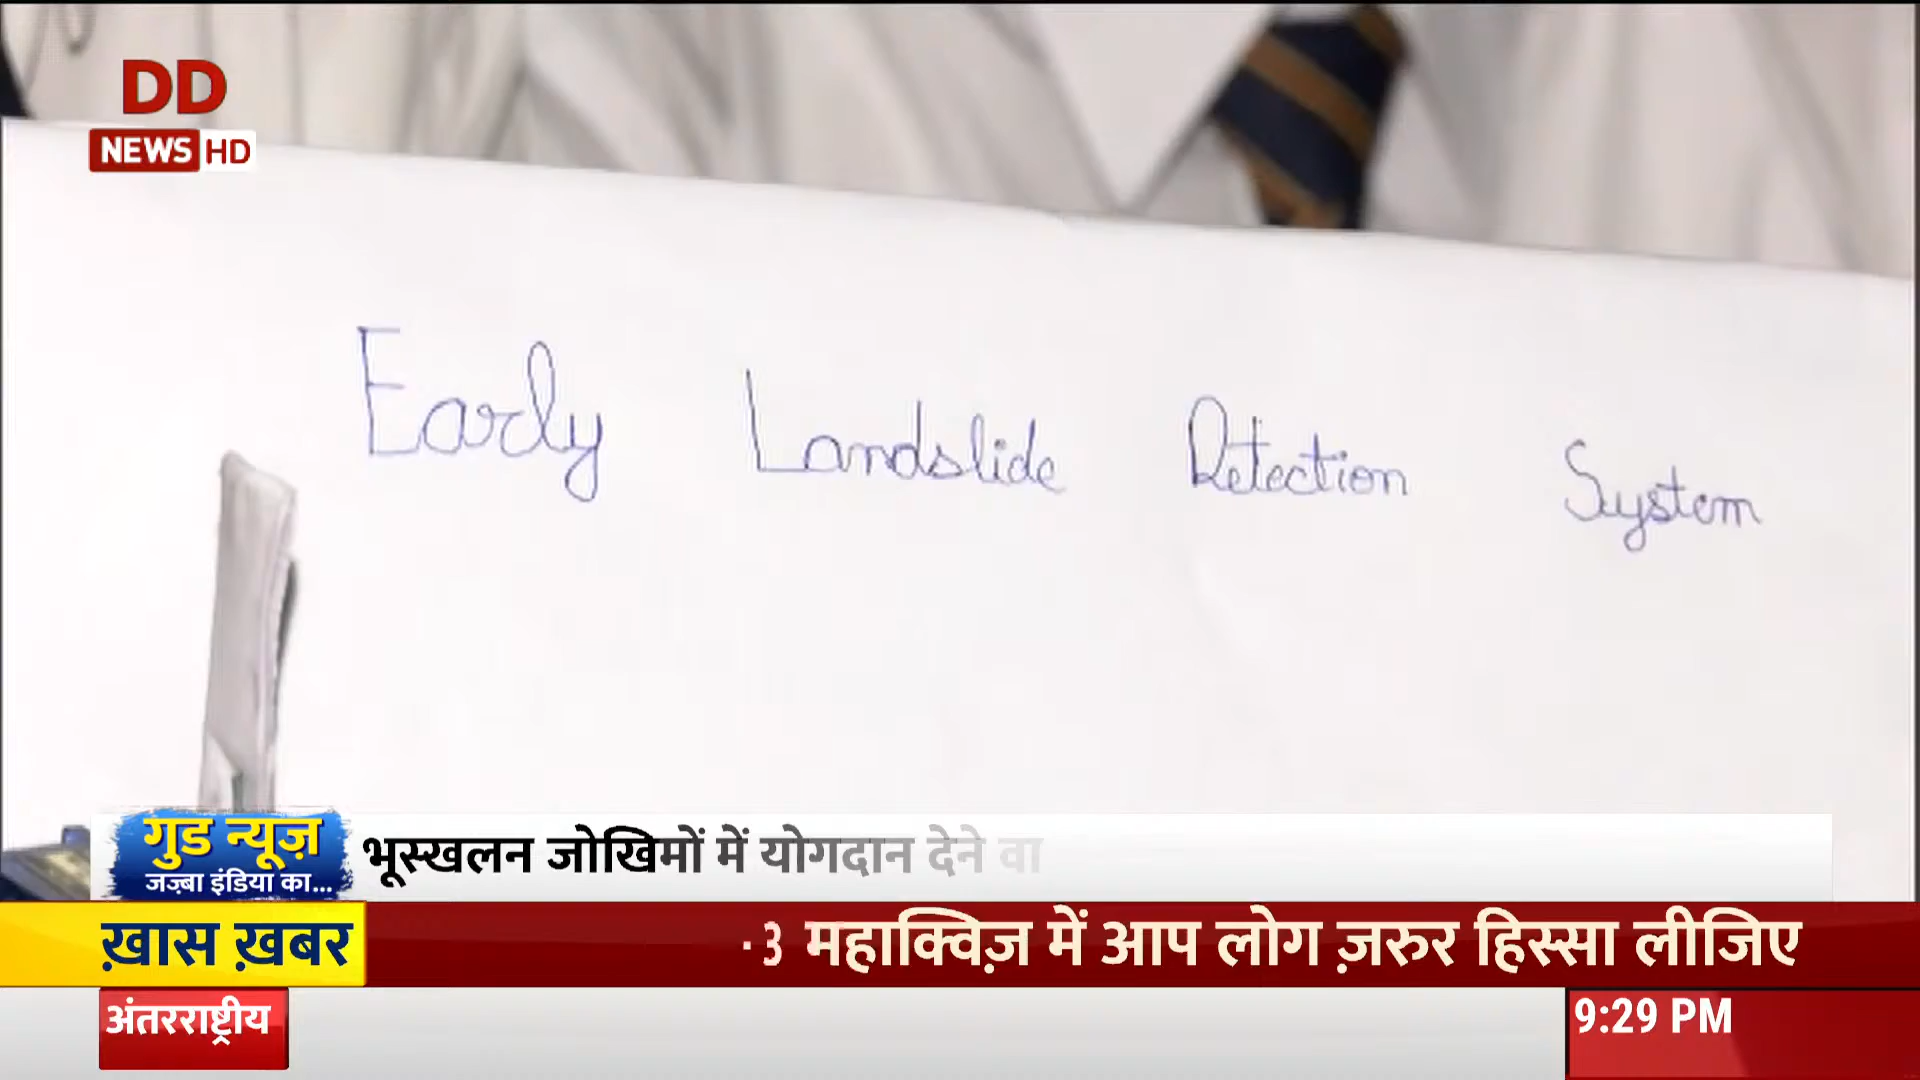 DD
NEWS HD
Early Landslide Detection System
गुड न्यूज़
जज़्बा इंडिया का...
भूस्खलन जोखिमों में योगदान देने वा
ख़ास ख़बर
3 महाक्विज़ में आप लोग ज़रुर हिस्सा लीजिए
अंतरराष्ट्रीय
9:29 PM